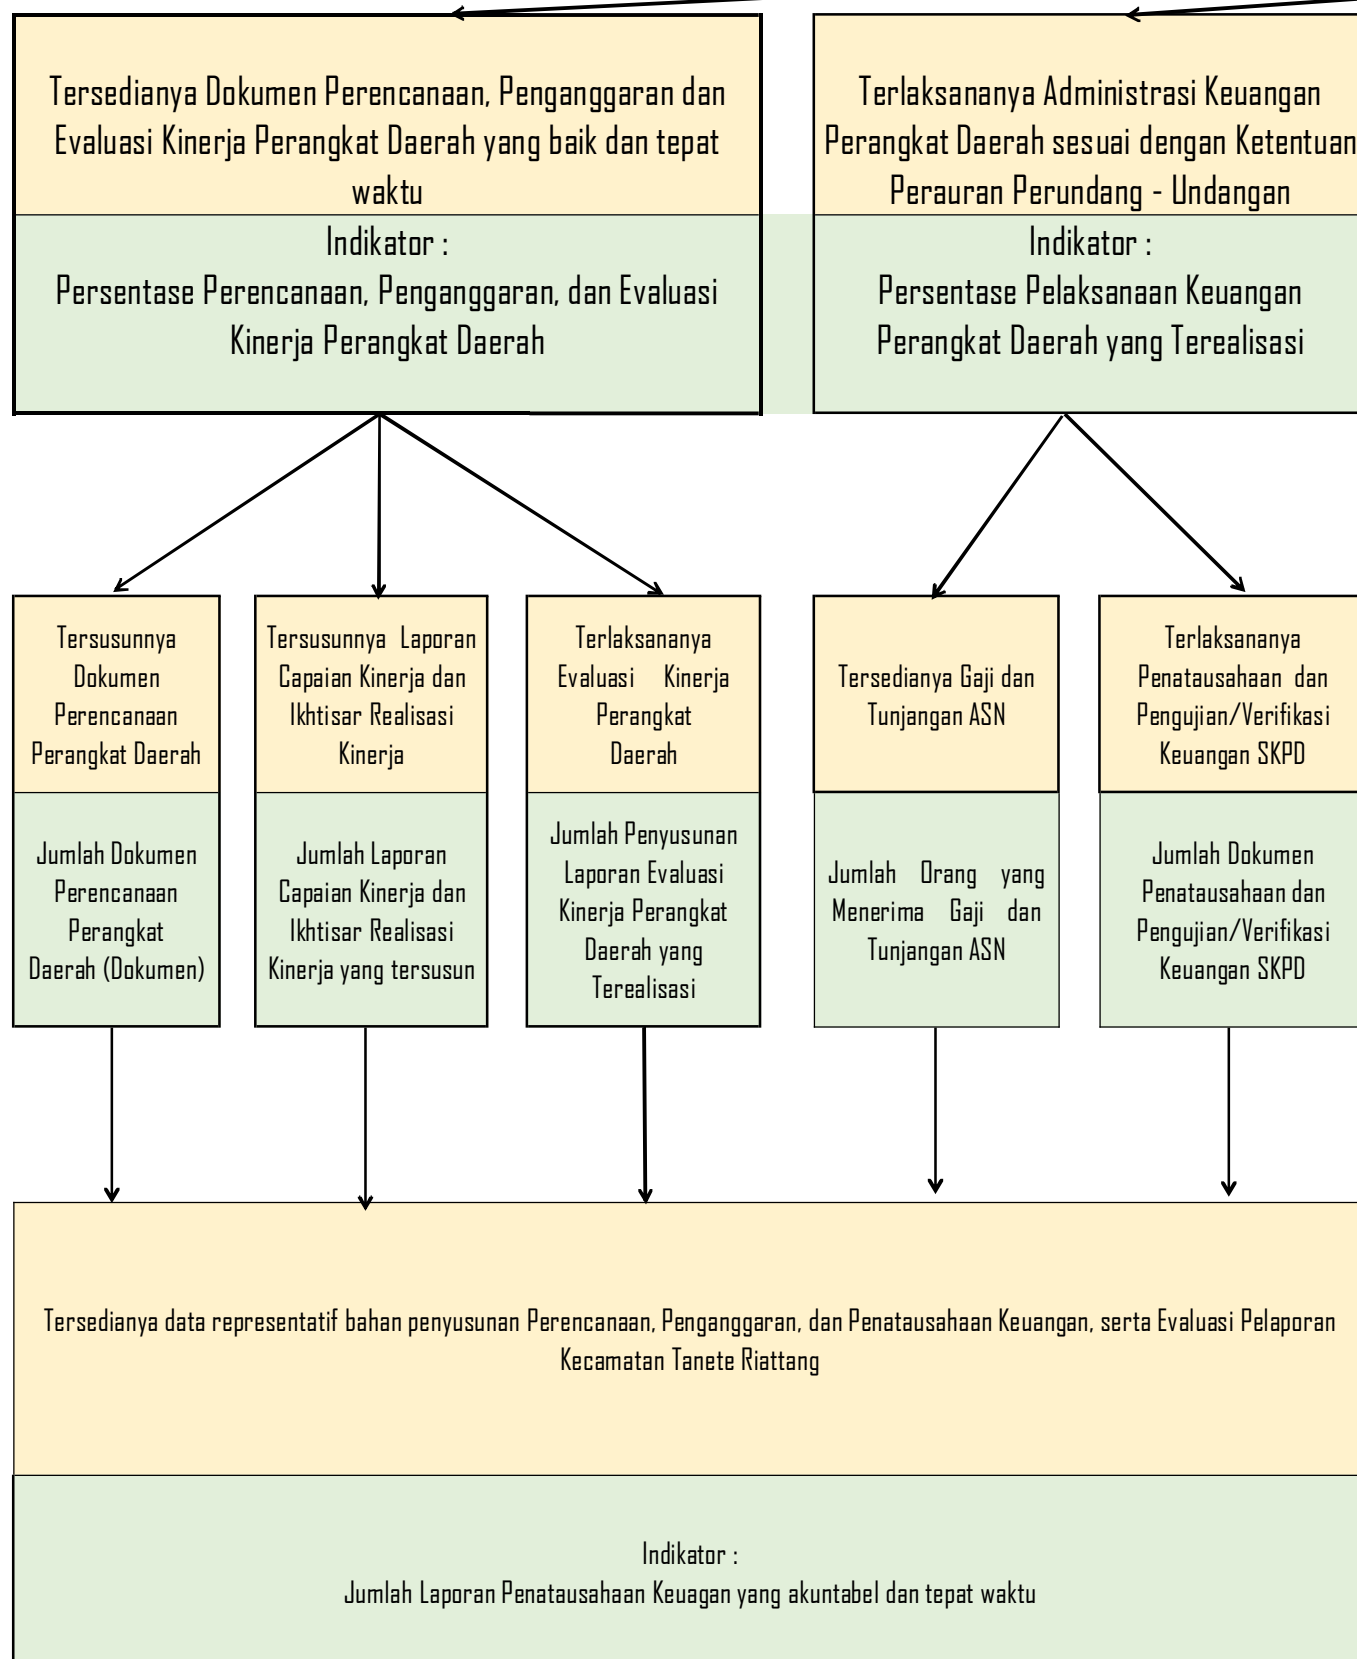 Tersedianya Dokumen Perencanaan, Penganggaran dan
Evaluasi Kinerja Perangkat Daerah yang baik dan tepat
waktu
Indikator :
Persentase Perencanaan, Penganggaran, dan Evaluasi
Kinerja Perangkat Daerah
Terlaksananya Administrasi Keuangan
Perangkat Daerah sesuai dengan Ketentuan
Perauran Perundang - Undangan
Indikator :
Persentase Pelaksanaan Keuangan
Perangkat Daerah yang Terealisasi
Tersusunnya
Dokumen
Perencanaan
Perangkat Daerah
Jumlah Dokumen
Perencanaan
Perangkat
Daerah (Dokumen)
Tersusunnya Laporan
Capaian Kinerja dan
Ikhtisar Realisasi
Kinerja
Jumlah Laporan
Capaian Kinerja dan
Ikhtisar Realisasi
Kinerja yang tersusun
Terlaksananya
Evaluasi Kinerja
Perangkat
Daerah
Jumlah Penyusunan
Laporan Evaluasi
Kinerja Perangkat
Daerah yang
Terealisasi
Tersedianya Gaji dan
Tunjangan ASN
Jumlah Orang yang
Menerima Gaji dan
Tunjangan ASN
Terlaksananya
Penatausahaan dan
Pengujian/Verifikasi
Keuangan SKPD
Jumlah Dokumen
Penatausahaan dan
Pengujian/Verifikasi
Keuangan SKPD
Tersedianya data representatif bahan penyusunan Perencanaan, Penganggaran, dan Penatausahaan Keuangan, serta Evaluasi Pelaporan
Kecamatan Tanete Riattang
Indikator :
Jumlah Laporan Penatausahaan Keuagan yang akuntabel dan tepat waktu